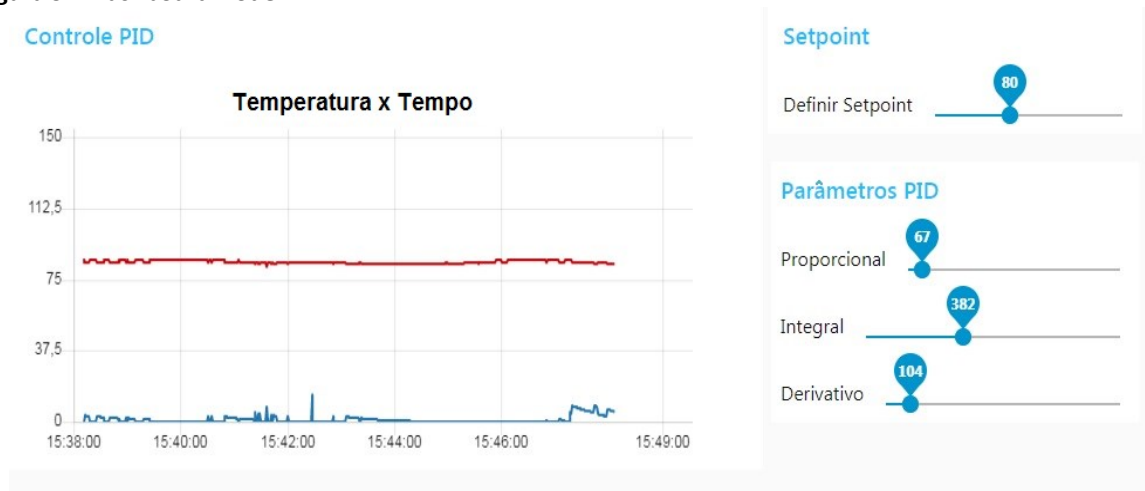 Controle PID
Temperatura x Tempo
150
112,5
75
37,5
0
15:38:00 15:40:00 15:42:00 15:44:00 15:46:00 15:49:00
Setpoint
80
Definir Setpoint
Parâmetros PID
67
Proporcional
382
Integral
104
Derivativo